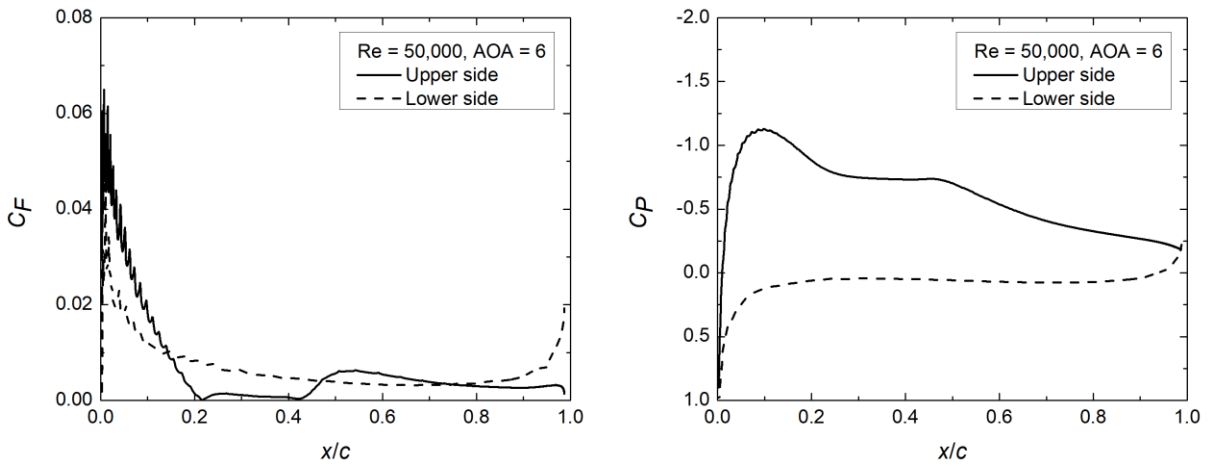 0.08
0.06
0.04
0.02
0.00
CF
0.0 0.2 0.4 0.6 0.8 1.0
x/c
Re = 50,000, AOA = 6
Upper side
Lower side
-2.0
-1.5
-1.0
-0.5
0.0
0.5
1.0
CP
0.0 0.2 0.4 0.6 0.8 1.0
x/c
Re = 50,000, AOA = 6
Upper side
Lower side